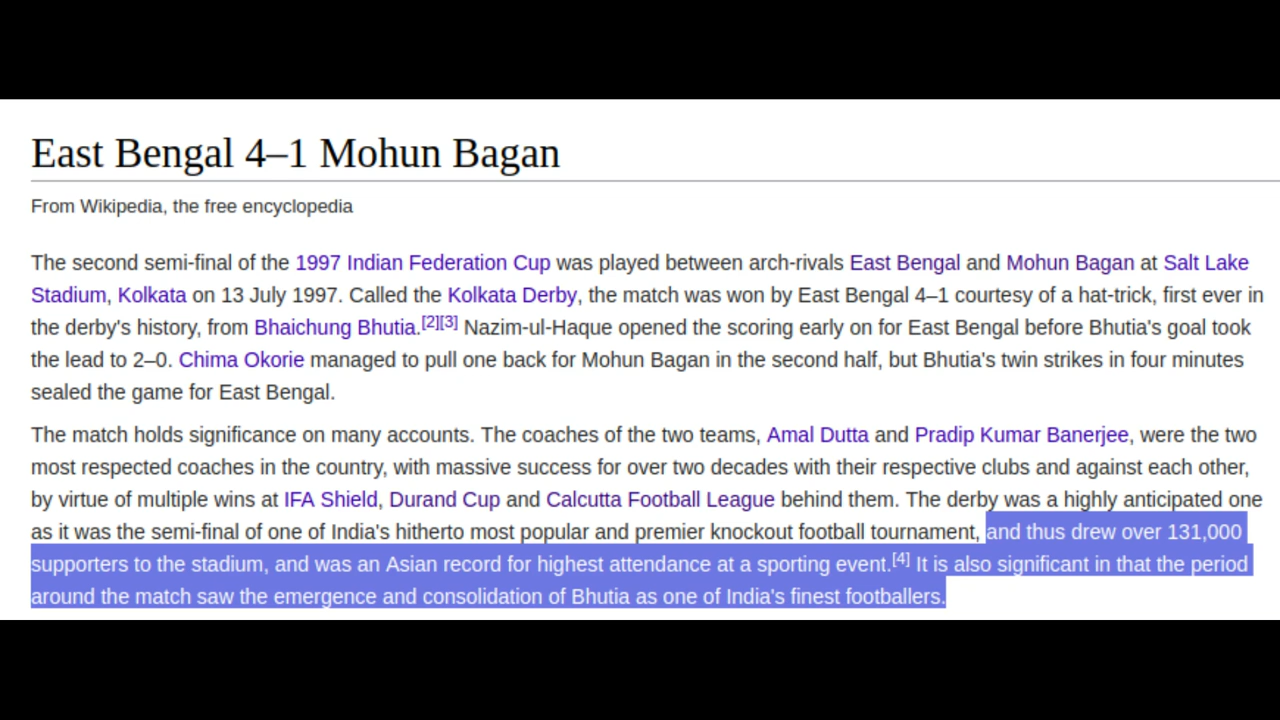 East Bengal 4–1 Mohun Bagan
From Wikipedia, the free encyclopedia
The second semi-final of the 1997 Indian Federation Cup was played between arch-rivals East Bengal and Mohun Bagan at Salt Lake
Stadium, Kolkata on 13 July 1997. Called the Kolkata Derby, the match was won by East Bengal 4–1 courtesy of a hat-trick, first ever in
the derby's history, from Bhaichung Bhutia.[2][3] Nazim-ul-Haque opened the scoring early on for East Bengal before Bhutia's goal took
the lead to 2–0. Chima Okorie managed to pull one back for Mohun Bagan in the second half, but Bhutia's twin strikes in four minutes
sealed the game for East Bengal.
The match holds significance on many accounts. The coaches of the two teams, Amal Dutta and Pradip Kumar Banerjee, were the two
most respected coaches in the country, with massive success for over two decades with their respective clubs and against each other,
by virtue of multiple wins at IFA Shield, Durand Cup and Calcutta Football League behind them. The derby was a highly anticipated one
as it was the semi-final of one of India's hitherto most popular and premier knockout football tournament, and thus drew over 131,000
supporters to the stadium, and was an Asian record for highest attendance at a sporting event.[4] It is also significant in that the period
around the match saw the emergence and consolidation of Bhutia as one of India's finest footballers.